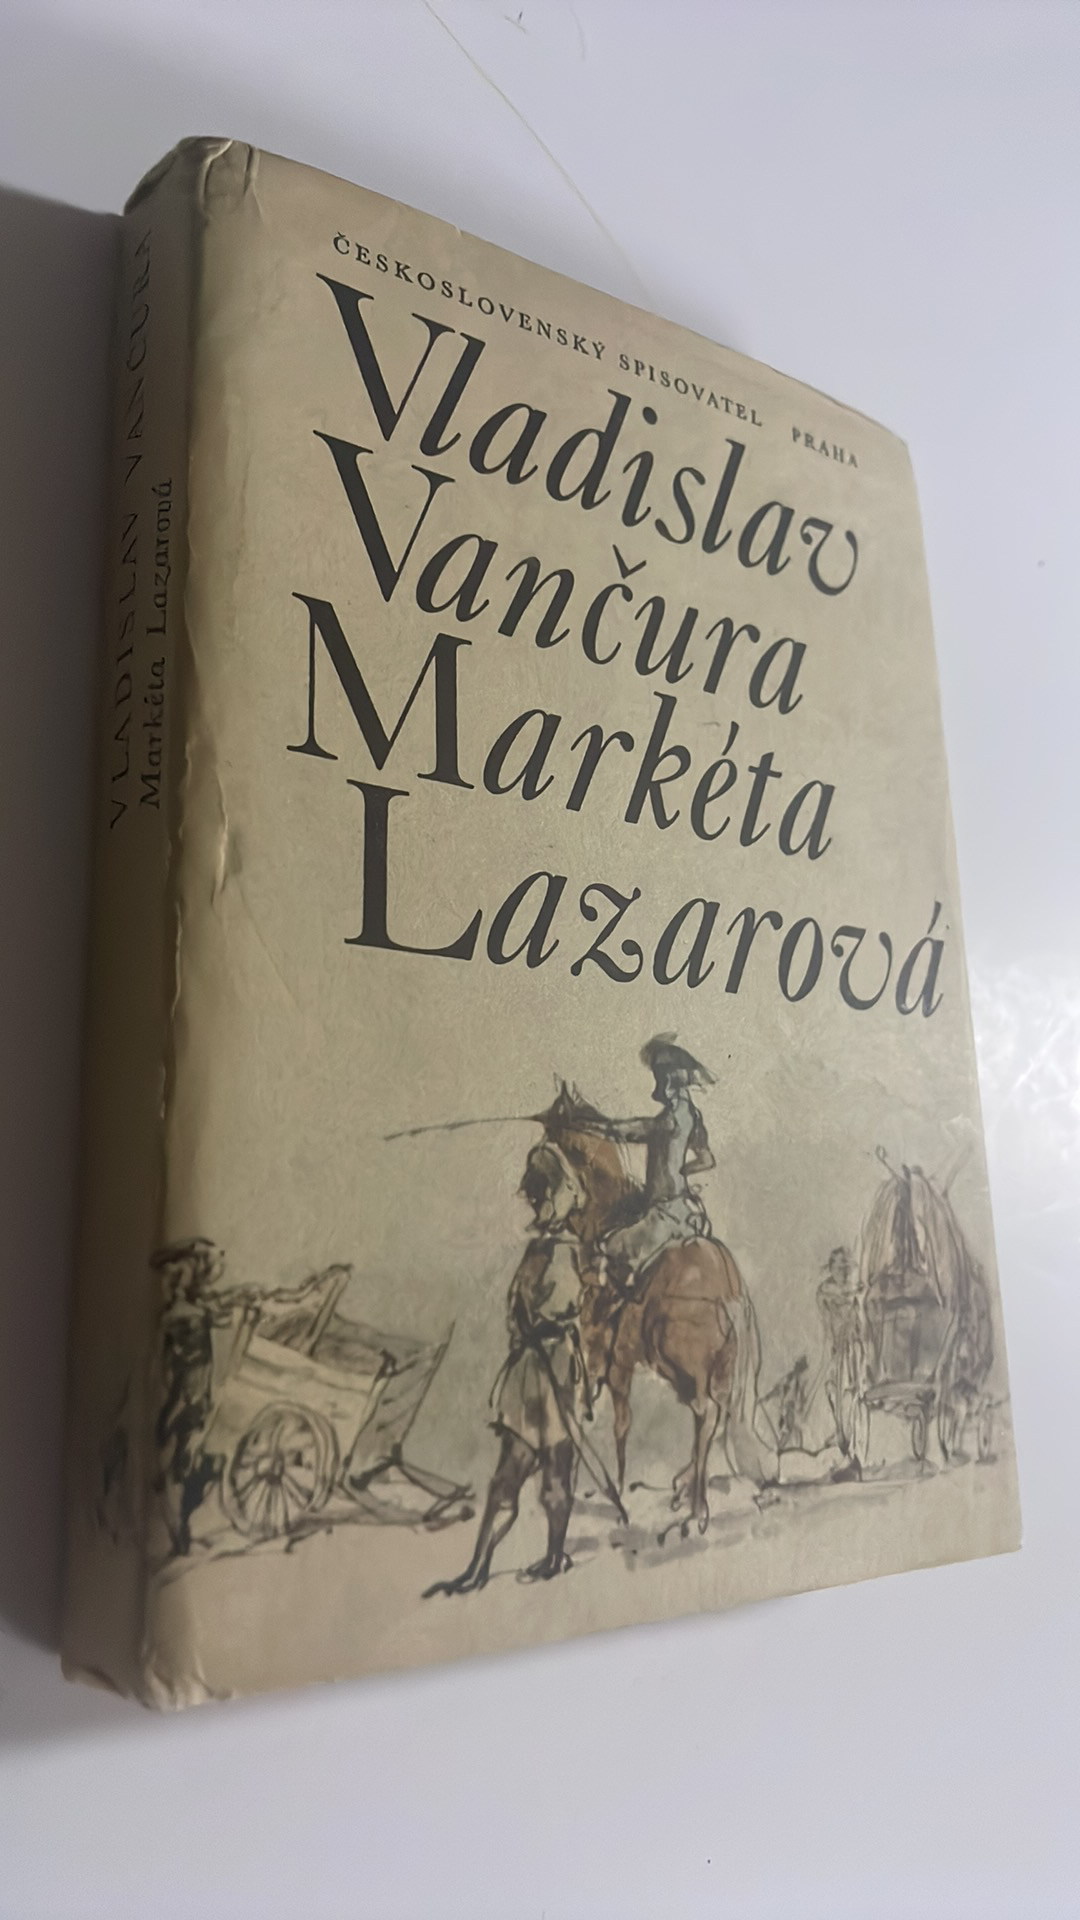 ČESKOSLOVENSKÝ SPISOVATEL PRAHA
Vladislav
Vančura
Markéta
Lazarová
VLADISLAV VANČURA
Markéta Lazarová